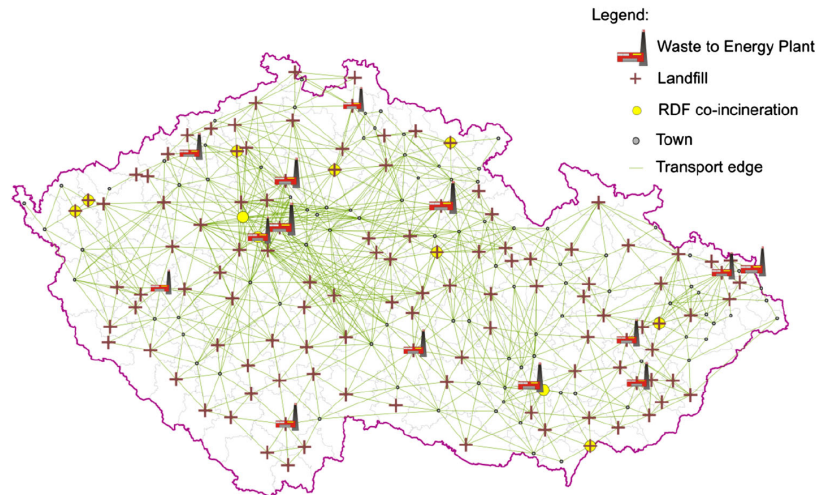 Legend:
Waste to Energy Plant
Landfill
RDF co-incineration
Town
Transport edge